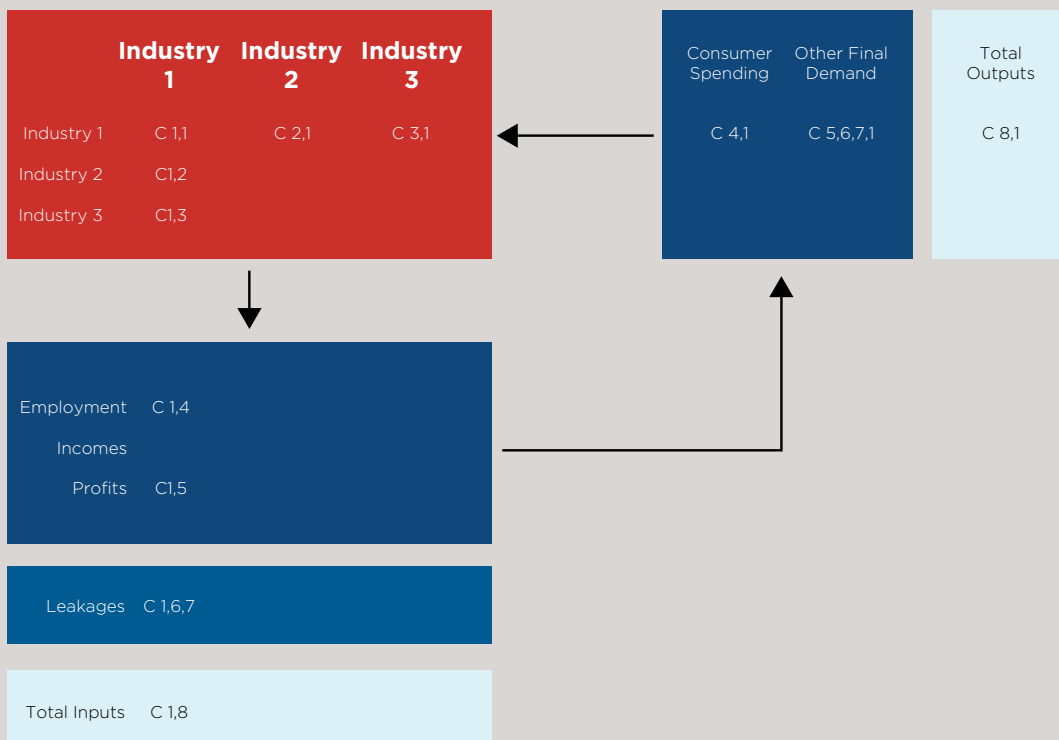 Industry 1 Industry 2 Industry 3
Industry 1 C 1,1 C 2,1 C 3,1
Industry 2 C1,2
Industry 3 C1,3
Consumer Spending Other Final Demand
C 4,1 C 5,6,7,1
Total Outputs
C 8,1
Employment C 1,4
Incomes
Profits C1,5
Leakages C 1,6,7
Total Inputs C 1,8